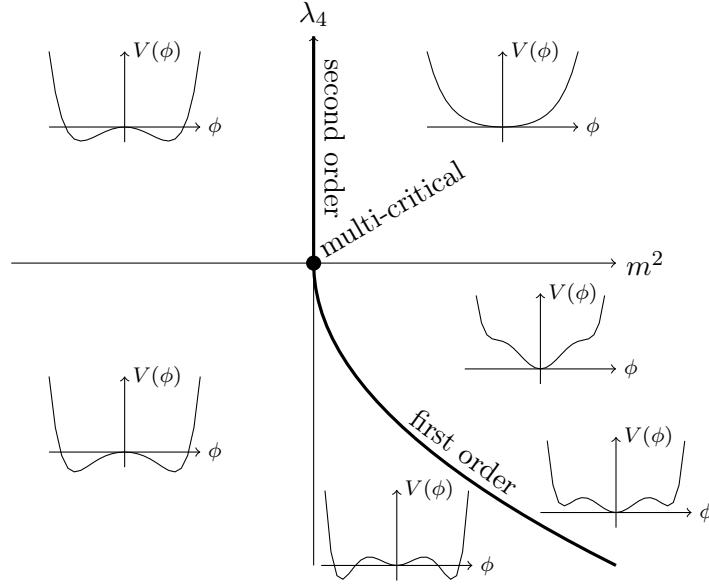 λ₄
V(ϕ)
ϕ
second order
V(ϕ)
ϕ
multi-critical
m²
V(ϕ)
ϕ
V(ϕ)
ϕ
first order
V(ϕ)
ϕ
V(ϕ)
ϕ